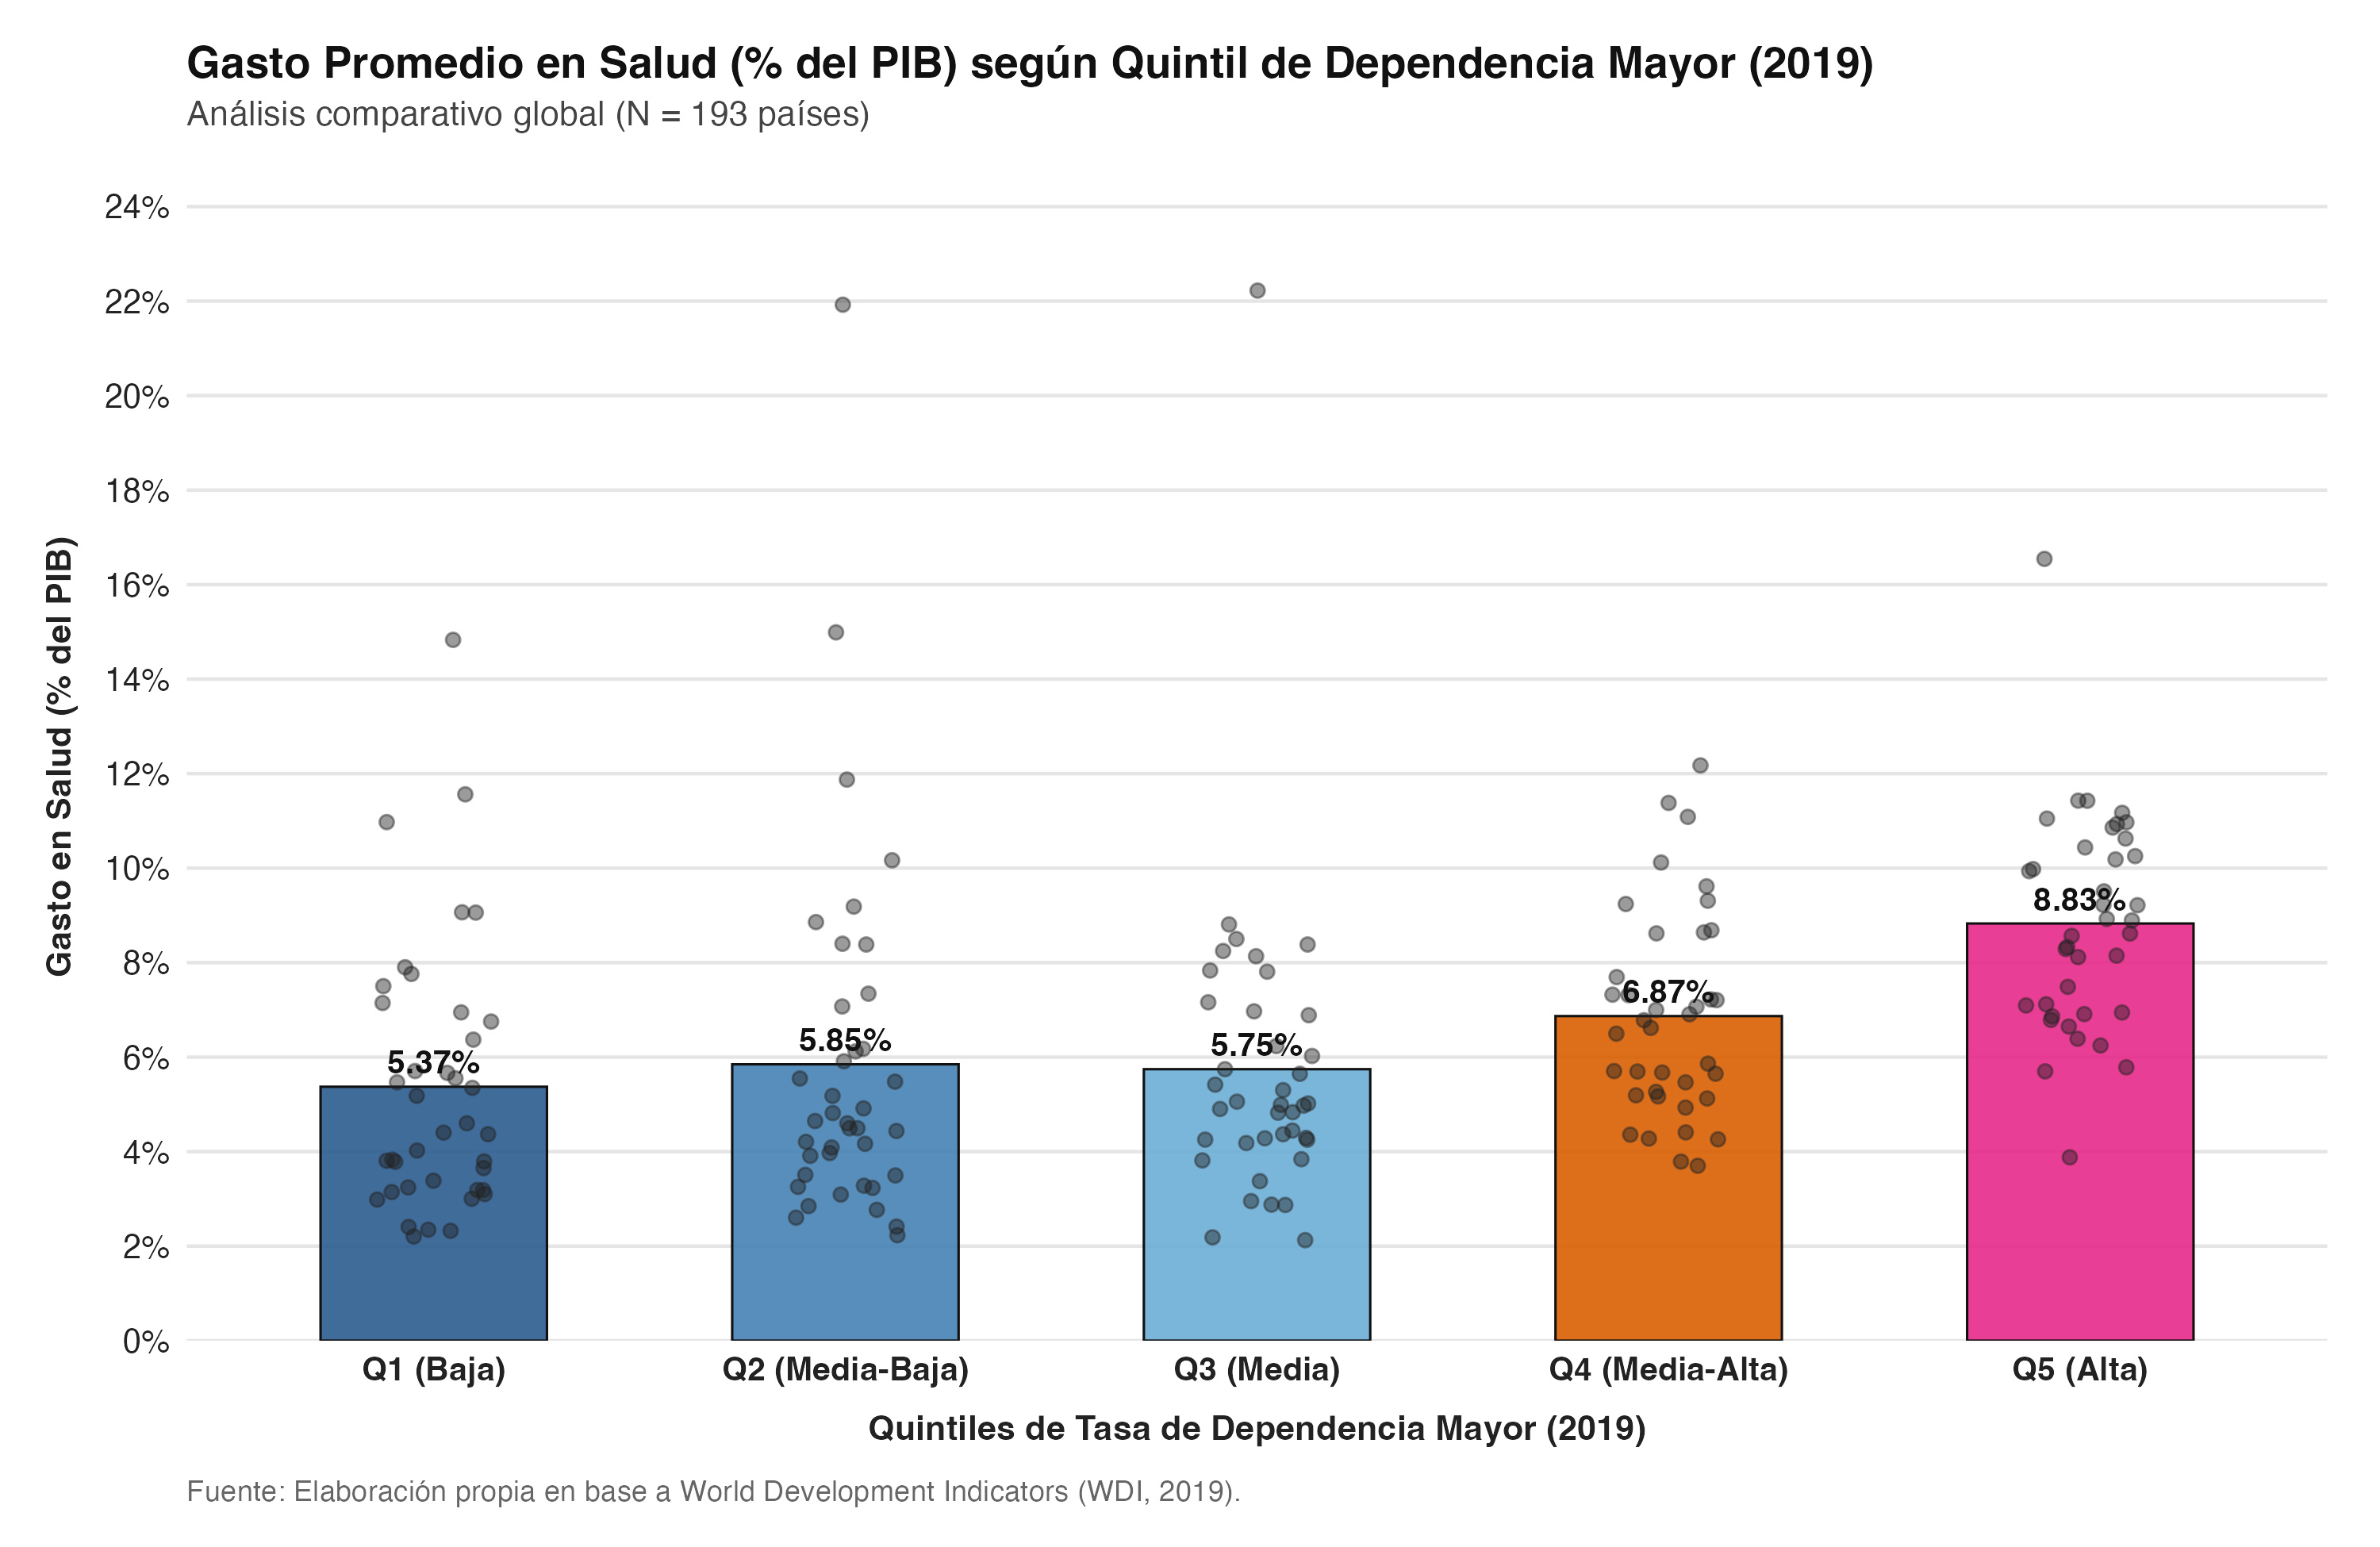 Gasto Promedio en Salud (% del PIB) según Quintil de Dependencia Mayor (2019)
Análisis comparativo global (N = 193 países)
Gasto en Salud (% del PIB)
24%
22%
20%
18%
16%
14%
12%
10%
8%
6%
4%
2%
0%
5.37%
5.85%
5.75%
6.87%
8.83%
Q1 (Baja)
Q2 (Media-Baja)
Q3 (Media)
Q4 (Media-Alta)
Q5 (Alta)
Quintiles de Tasa de Dependencia Mayor (2019)
Fuente: Elaboración propia en base a World Development Indicators (WDI, 2019).